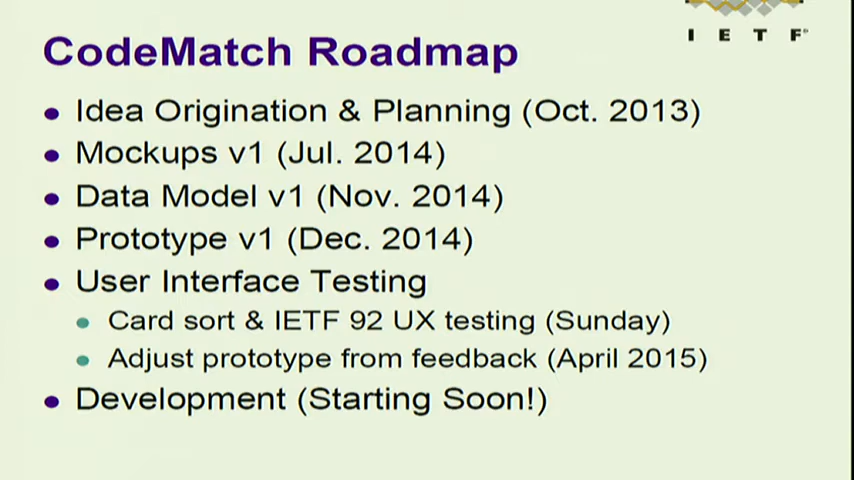 IETF
CodeMatch Roadmap
Idea Origination & Planning (Oct. 2013)
Mockups v1 (Jul. 2014)
Data Model v1 (Nov. 2014)
Prototype v1 (Dec. 2014)
User Interface Testing
Card sort & IETF 92 UX testing (Sunday)
Adjust prototype from feedback (April 2015)
Development (Starting Soon!)